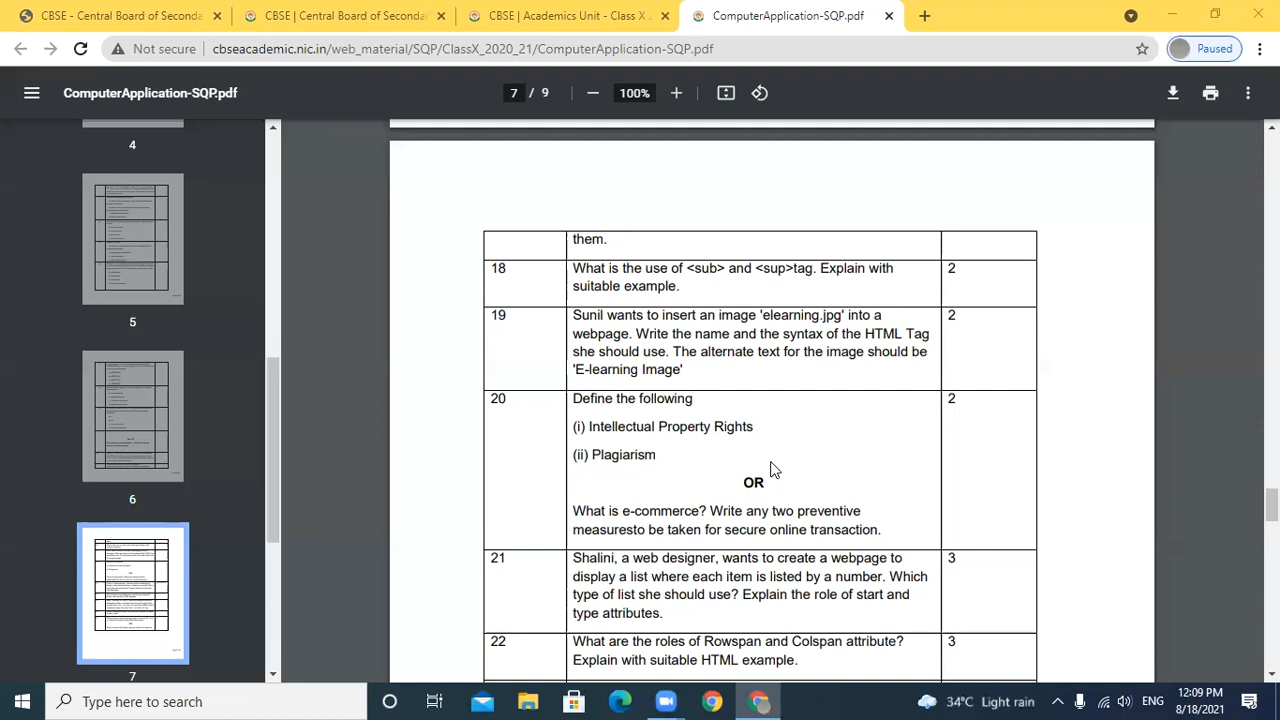 CBSE - Central Board of Seconda
CBSE | Central Board of Seconda
CBSE | Academics Unit - Class X
ComputerApplication-SQP.pdf
Not secure
cbseacademic.nic.in/web_material/SQP/ClassX_2020_21/ComputerApplication-SQP.pdf
Paused
ComputerApplication-SQP.pdf
7 / 9
100%
4
5
6
7
them.
18
What is the use of <sub> and <sup>tag. Explain with
suitable example.
2
19
Sunil wants to insert an image 'elearning.jpg' into a
webpage. Write the name and the syntax of the HTML Tag
she should use. The alternate text for the image should be
'E-learning Image'
2
20
Define the following
(i) Intellectual Property Rights
(ii) Plagiarism
OR
What is e-commerce? Write any two preventive
measuresto be taken for secure online transaction.
2
21
Shalini, a web designer, wants to create a webpage to
display a list where each item is listed by a number. Which
type of list she should use? Explain the role of start and
type attributes.
3
22
What are the roles of Rowspan and Colspan attribute?
Explain with suitable HTML example.
3
Type here to search
34°C Light rain
ENG
12:09 PM
8/18/2021